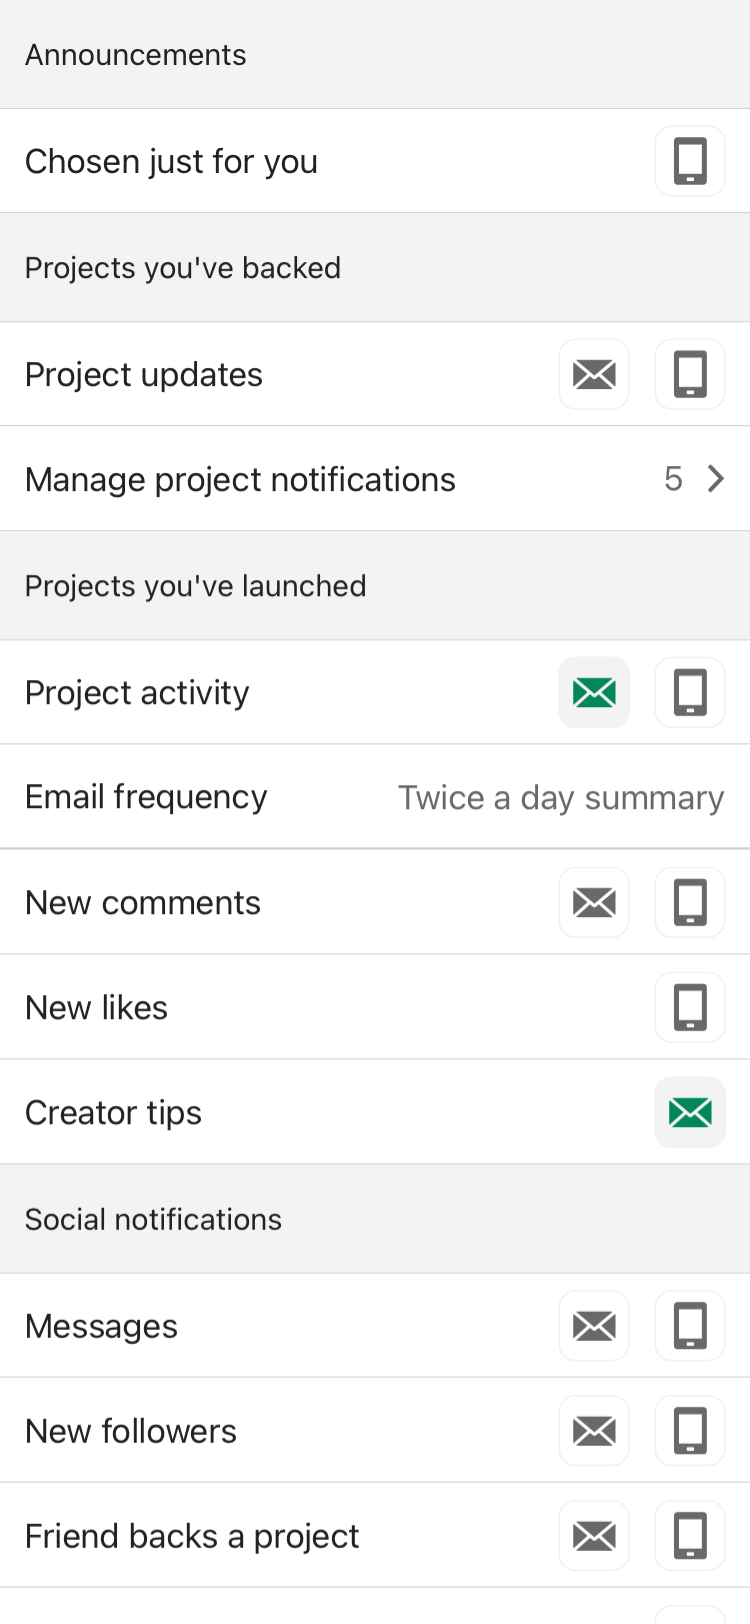 Announcements
Chosen just for you
Projects you've backed
Project updates
Manage project notifications 5
Projects you've launched
Project activity
Email frequency Twice a day summary
New comments
New likes
Creator tips
Social notifications
Messages
New followers
Friend backs a project